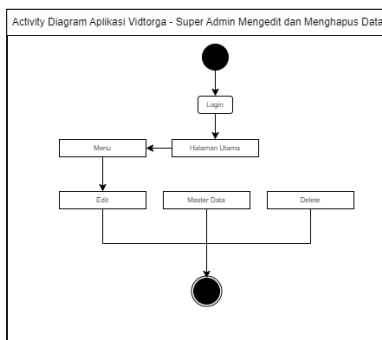 Activity Diagram Aplikasi Vidtorga - Super Admin Mengedit dan Menghapus Data
Login
Menu
Halaman Utama
Edit
Master Data
Delete